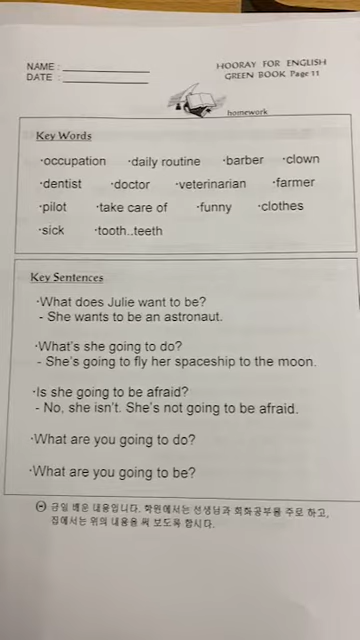 NAME : ____________
HOORAY FOR ENGLISH
DATE : ____________
GREEN BOOK Page 11
homework
Key Words
·occupation ·daily routine ·barber ·clown
·dentist ·doctor ·veterinarian ·farmer
·pilot ·take care of ·funny ·clothes
·sick ·tooth..teeth
Key Sentences
·What does Julie want to be?
- She wants to be an astronaut.
·What's she going to do?
- She's going to fly her spaceship to the moon.
·Is she going to be afraid?
- No, she isn't. She's not going to be afraid.
·What are you going to do?
·What are you going to be?
금일 배운 내용입니다. 학원에서는 선생님과 회화공부를 주로 하고,
집에서는 위의 내용을 써 보도록 합시다.